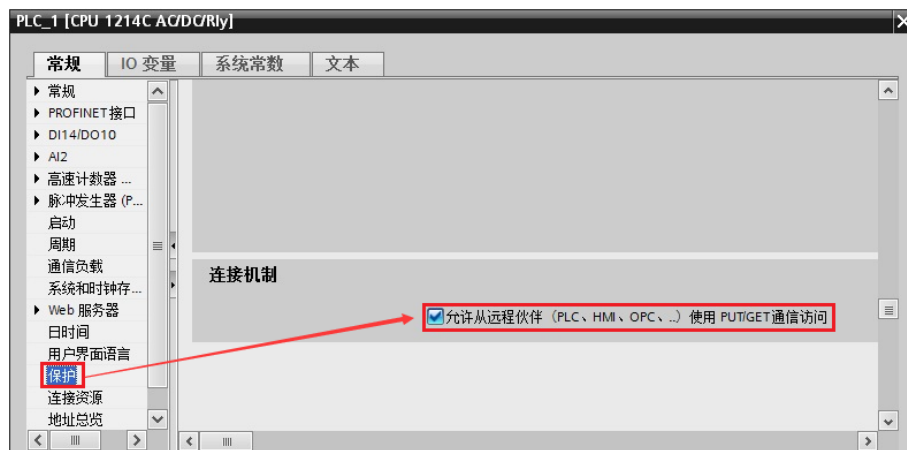 PLC_1 [CPU 1214C AC/DC/Rly]
常规
IO 变量
系统常数
文本
常规
PROFINET接口
DI14/DO10
AI2
高速计数器 ...
脉冲发生器 (P...
启动
周期
通信负载
系统和时钟存...
Web 服务器
日时间
用户界面语言
保护
连接资源
地址总览
连接机制
允许从远程伙伴（PLC、HMI、OPC、..）使用 PUT/GET通信访问